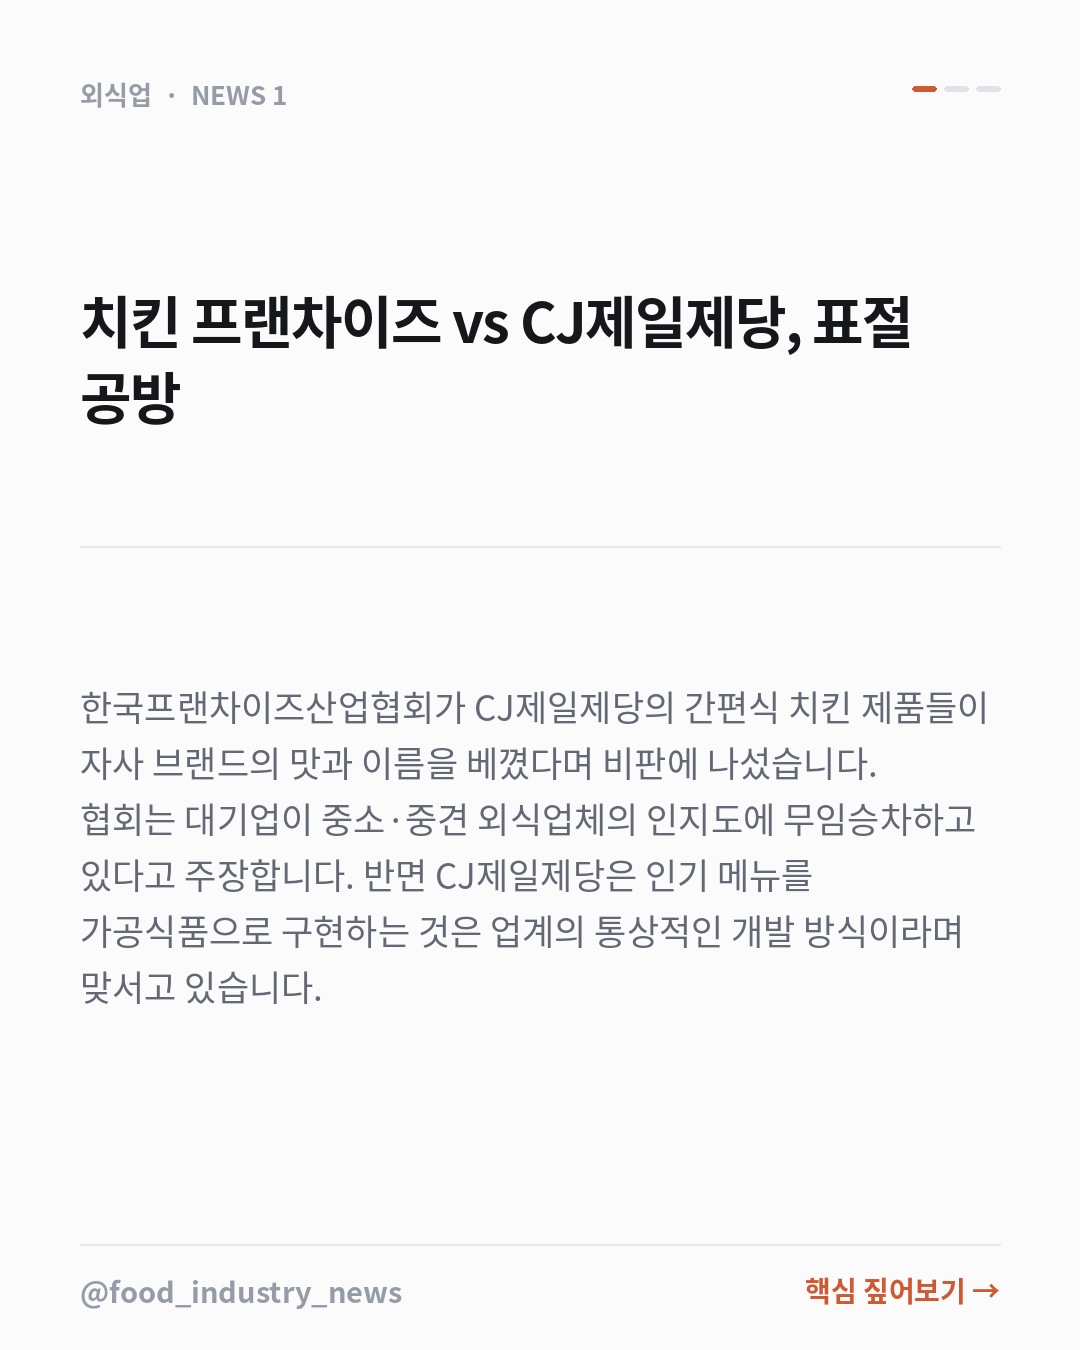 외식업 · NEWS 1
치킨 프랜차이즈 vs CJ제일제당, 표절
공방
한국프랜차이즈산업협회가 CJ제일제당의 간편식 치킨 제품들이
자사 브랜드의 맛과 이름을 베꼈다며 비판에 나섰습니다.
협회는 대기업이 중소·중견 외식업체의 인지도에 무임승차하고
있다고 주장합니다. 반면 CJ제일제당은 인기 메뉴를
가공식품으로 구현하는 것은 업계의 통상적인 개발 방식이라며
맞서고 있습니다.
@food_industry_news
핵심 짚어보기 →